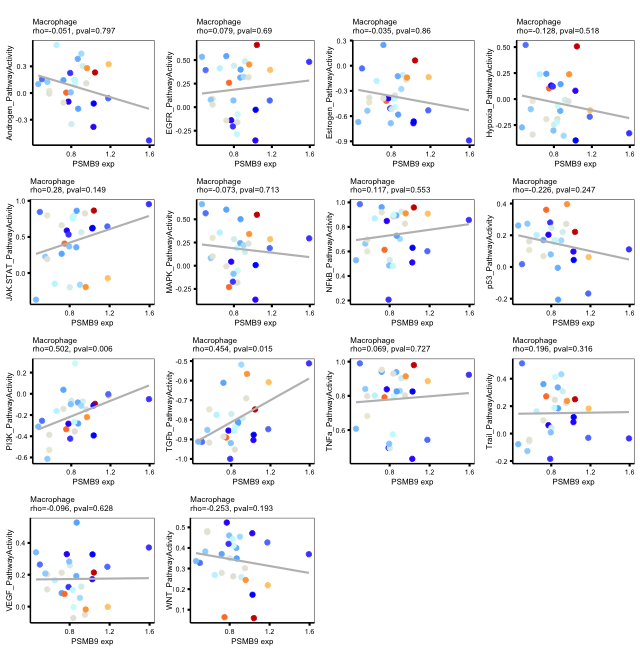 Macrophage
rho=-0.051, pval=0.797
Androgen_PathwayActivity
0.3
0.0
-0.3
0.8
1.2
1.6
PSMB9 exp
Macrophage
rho=0.079, pval=0.69
EGFR_PathwayActivity
0.50
0.25
0.00
-0.25
0.8
1.2
1.6
PSMB9 exp
Macrophage
rho=-0.035, pval=0.86
Estrogen_PathwayActivity
0.3
0.0
-0.3
-0.6
-0.9
0.8
1.2
1.6
PSMB9 exp
Macrophage
rho=-0.128, pval=0.518
Hypoxia_PathwayActivity
0.50
0.25
0.00
-0.25
0.8
1.2
1.6
PSMB9 exp
Macrophage
rho=0.28, pval=0.149
JAK.STAT_PathwayActivity
1.0
0.5
0.0
0.8
1.2
1.6
PSMB9 exp
Macrophage
rho=-0.073, pval=0.713
MAPK_PathwayActivity
0.50
0.25
0.00
-0.25
0.8
1.2
1.6
PSMB9 exp
Macrophage
rho=0.117, pval=0.553
NFkB_PathwayActivity
1.0
0.8
0.6
0.4
0.2
0.8
1.2
1.6
PSMB9 exp
Macrophage
rho=-0.226, pval=0.247
p53_PathwayActivity
0.4
0.2
0.0
-0.2
0.8
1.2
1.6
PSMB9 exp
Macrophage
rho=0.502, pval=0.006
PI3K_PathwayActivity
0.2
0.0
-0.2
-0.4
-0.6
0.8
1.2
1.6
PSMB9 exp
Macrophage
rho=0.454, pval=0.015
TGFb_PathwayActivity
-0.5
-0.6
-0.7
-0.8
-0.9
-1.0
0.8
1.2
1.6
PSMB9 exp
Macrophage
rho=0.069, pval=0.727
TNFa_PathwayActivity
1.0
0.8
0.6
0.8
1.2
1.6
PSMB9 exp
Macrophage
rho=0.196, pval=0.316
Trail_PathwayActivity
0.4
0.2
0.0
-0.2
0.8
1.2
1.6
PSMB9 exp
Macrophage
rho=-0.096, pval=0.628
VEGF_PathwayActivity
0.4
0.2
0.0
0.8
1.2
1.6
PSMB9 exp
Macrophage
rho=-0.253, pval=0.193
WNT_PathwayActivity
0.5
0.4
0.3
0.2
0.1
0.8
1.2
1.6
PSMB9 exp